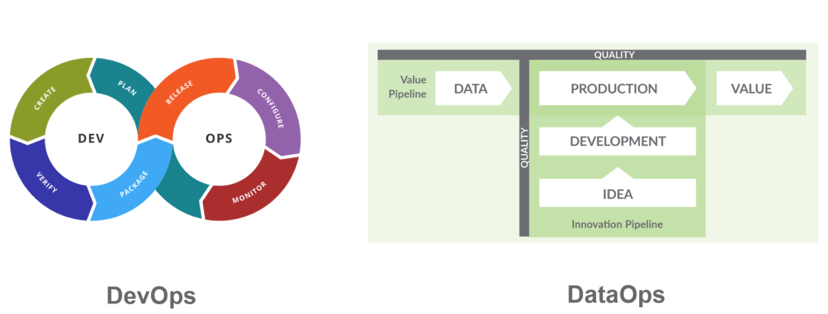 CREATE
PLAN
VERIFY
PACKAGE
DEV
RELEASE
CONFIGURE
MONITOR
OPS
DevOps
QUALITY
Value
Pipeline
DATA
PRODUCTION
VALUE
QUALITY
DEVELOPMENT
IDEA
Innovation Pipeline
DataOps